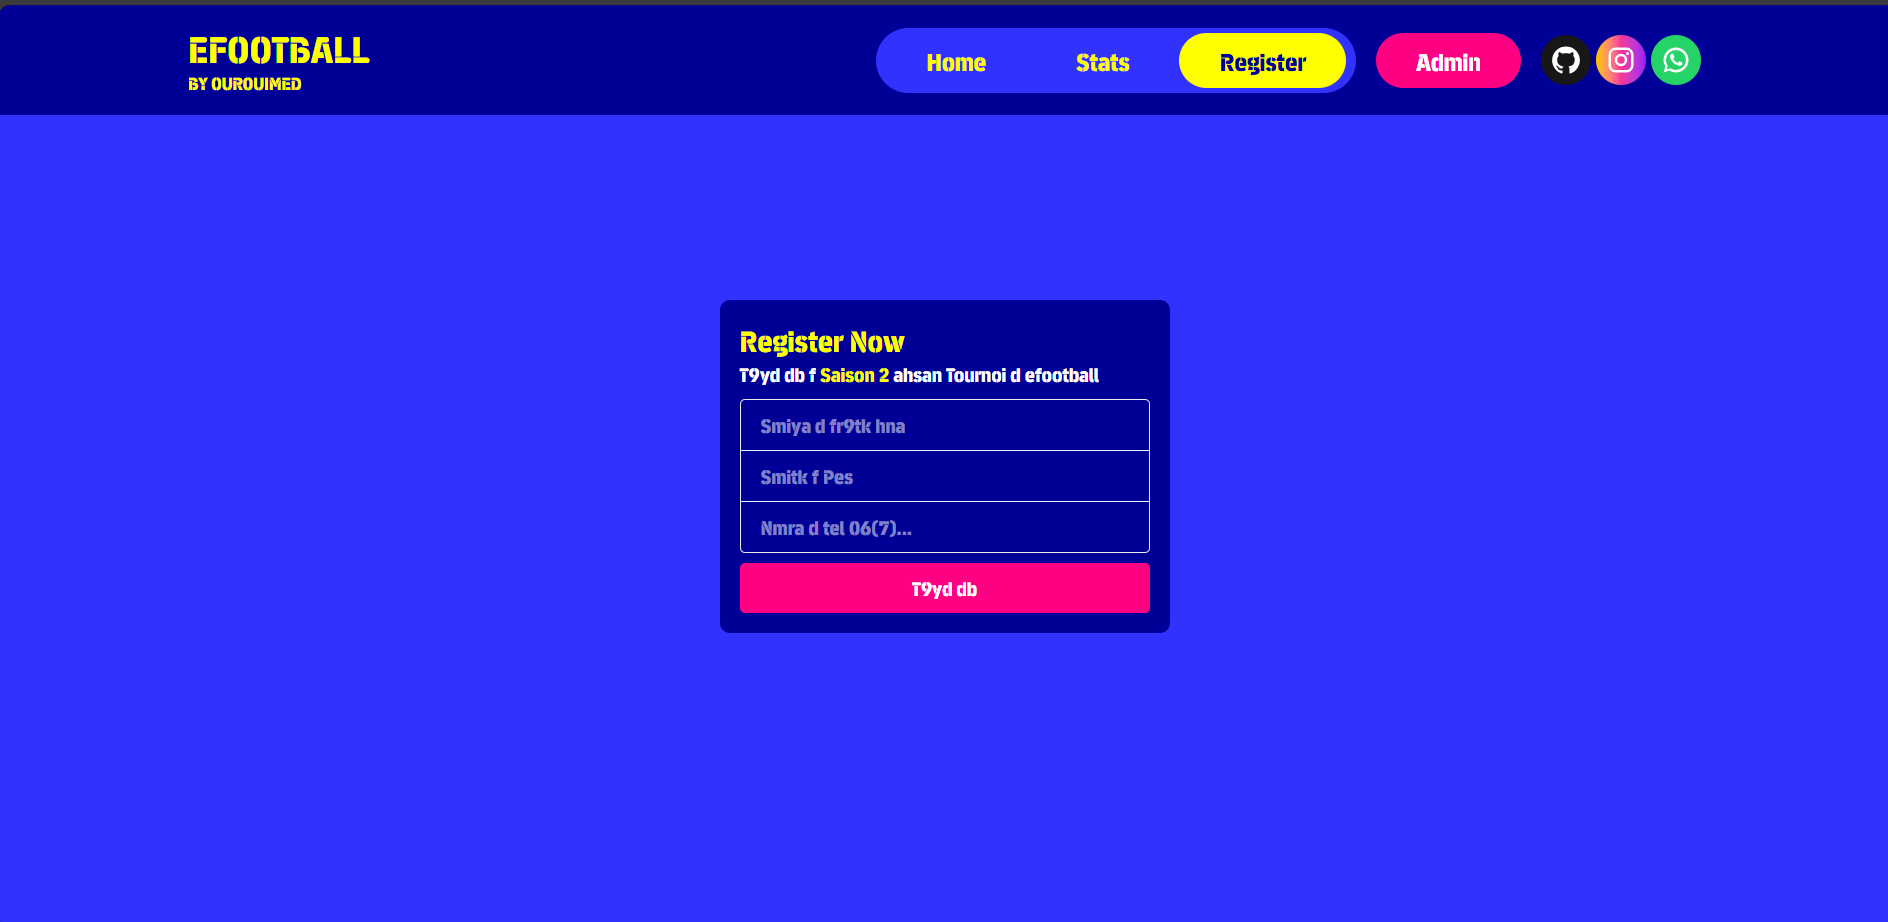 EFOOTBALL
BY OUROUIMED
Home Stats Register Admin
Register Now
T9yd db f Saison 2 ahsan Tournoi d efootball
Smiya d fr9tk hna
Smitk f Pes
Nmra d tel 06(7)...
T9yd db